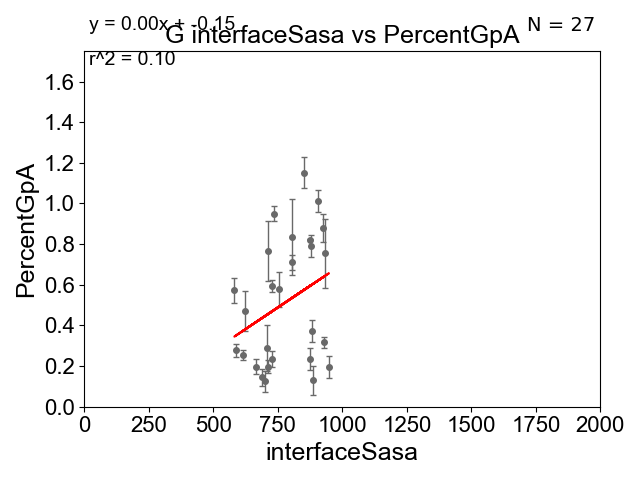 y = 0.00x + -0.15
N = 27
G interfaceSasa vs PercentGpA
r^2 = 0.10
1.6
1.4
1.2
1.0
0.8
0.6
0.4
0.2
0.0
PercentGpA
0 250 500 750 1000 1250 1500 1750 2000
interfaceSasa